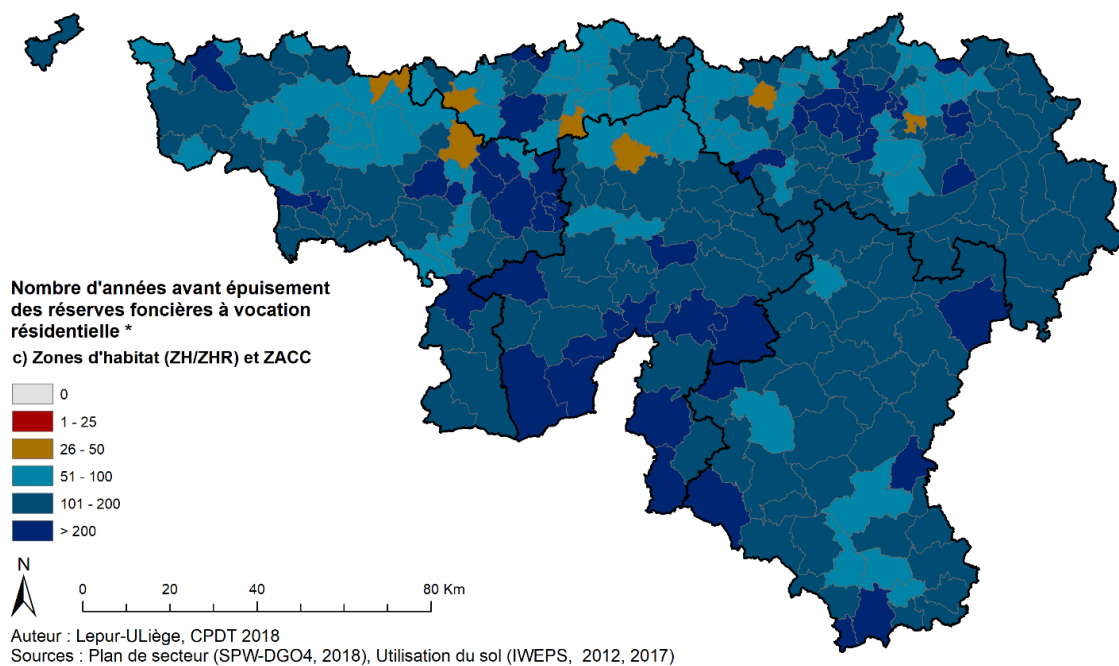 Nombre d'années avant épuisement
des réserves foncières à vocation
résidentielle *
c) Zones d'habitat (ZH/ZHR) et ZACC
0
1 - 25
26 - 50
51 - 100
101 - 200
> 200
N
0 20 40 80 Km
Auteur : Lepur-ULiège, CPDT 2018
Sources : Plan de secteur (SPW-DGO4, 2018), Utilisation du sol (IWEPS, 2012, 2017)